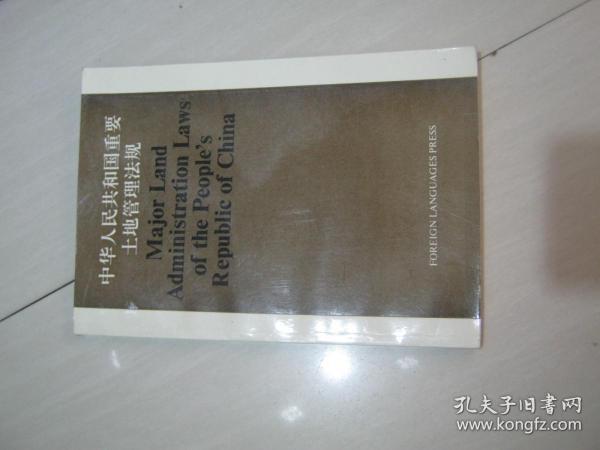 中华人民共和国重要
土地管理法规
Major Land
Administration Laws
of the People's
Republic of China
FOREIGN LANGUAGES PRESS
孔夫子旧书网
www.kongfz.com